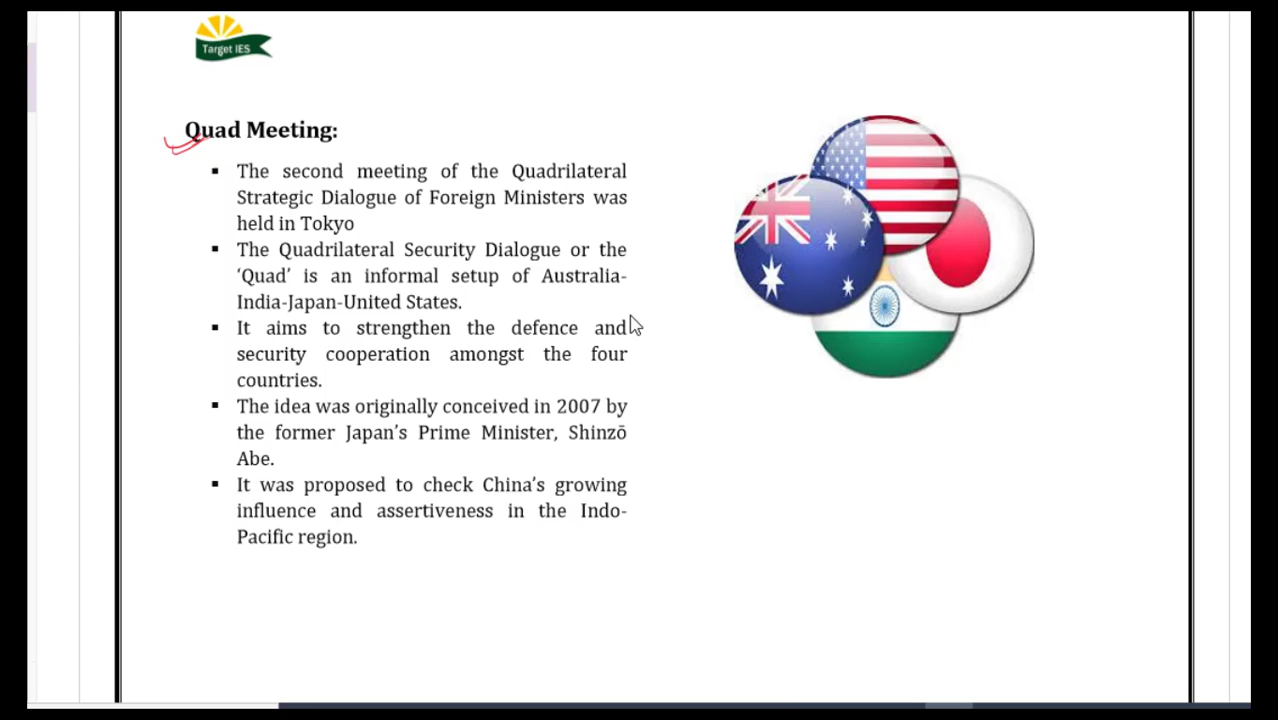 Target IES
Quad Meeting:
▪ The second meeting of the Quadrilateral
Strategic Dialogue of Foreign Ministers was
held in Tokyo
▪ The Quadrilateral Security Dialogue or the
‘Quad’ is an informal setup of Australia-
India-Japan-United States.
▪ It aims to strengthen the defence and
security cooperation amongst the four
countries.
▪ The idea was originally conceived in 2007 by
the former Japan’s Prime Minister, Shinzō
Abe.
▪ It was proposed to check China’s growing
influence and assertiveness in the Indo-
Pacific region.